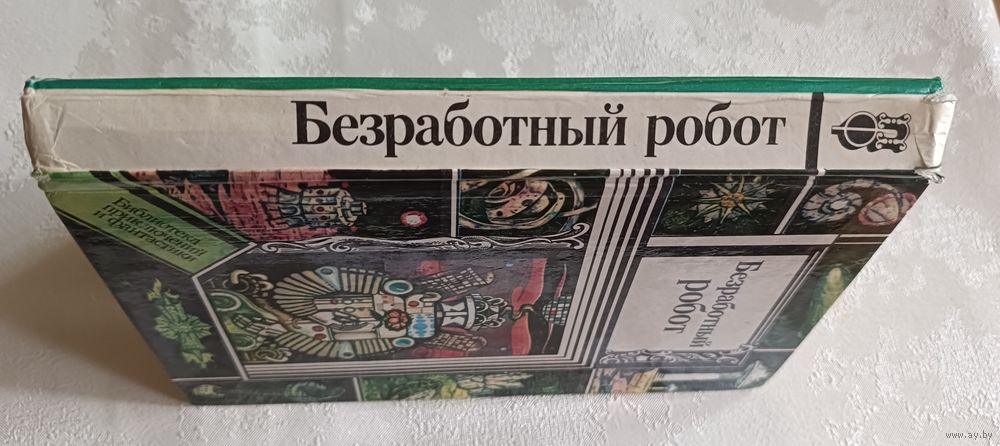 Безработный робот
Библиотека
приключений
и фантастики
Безработный
робот
www.ay.by